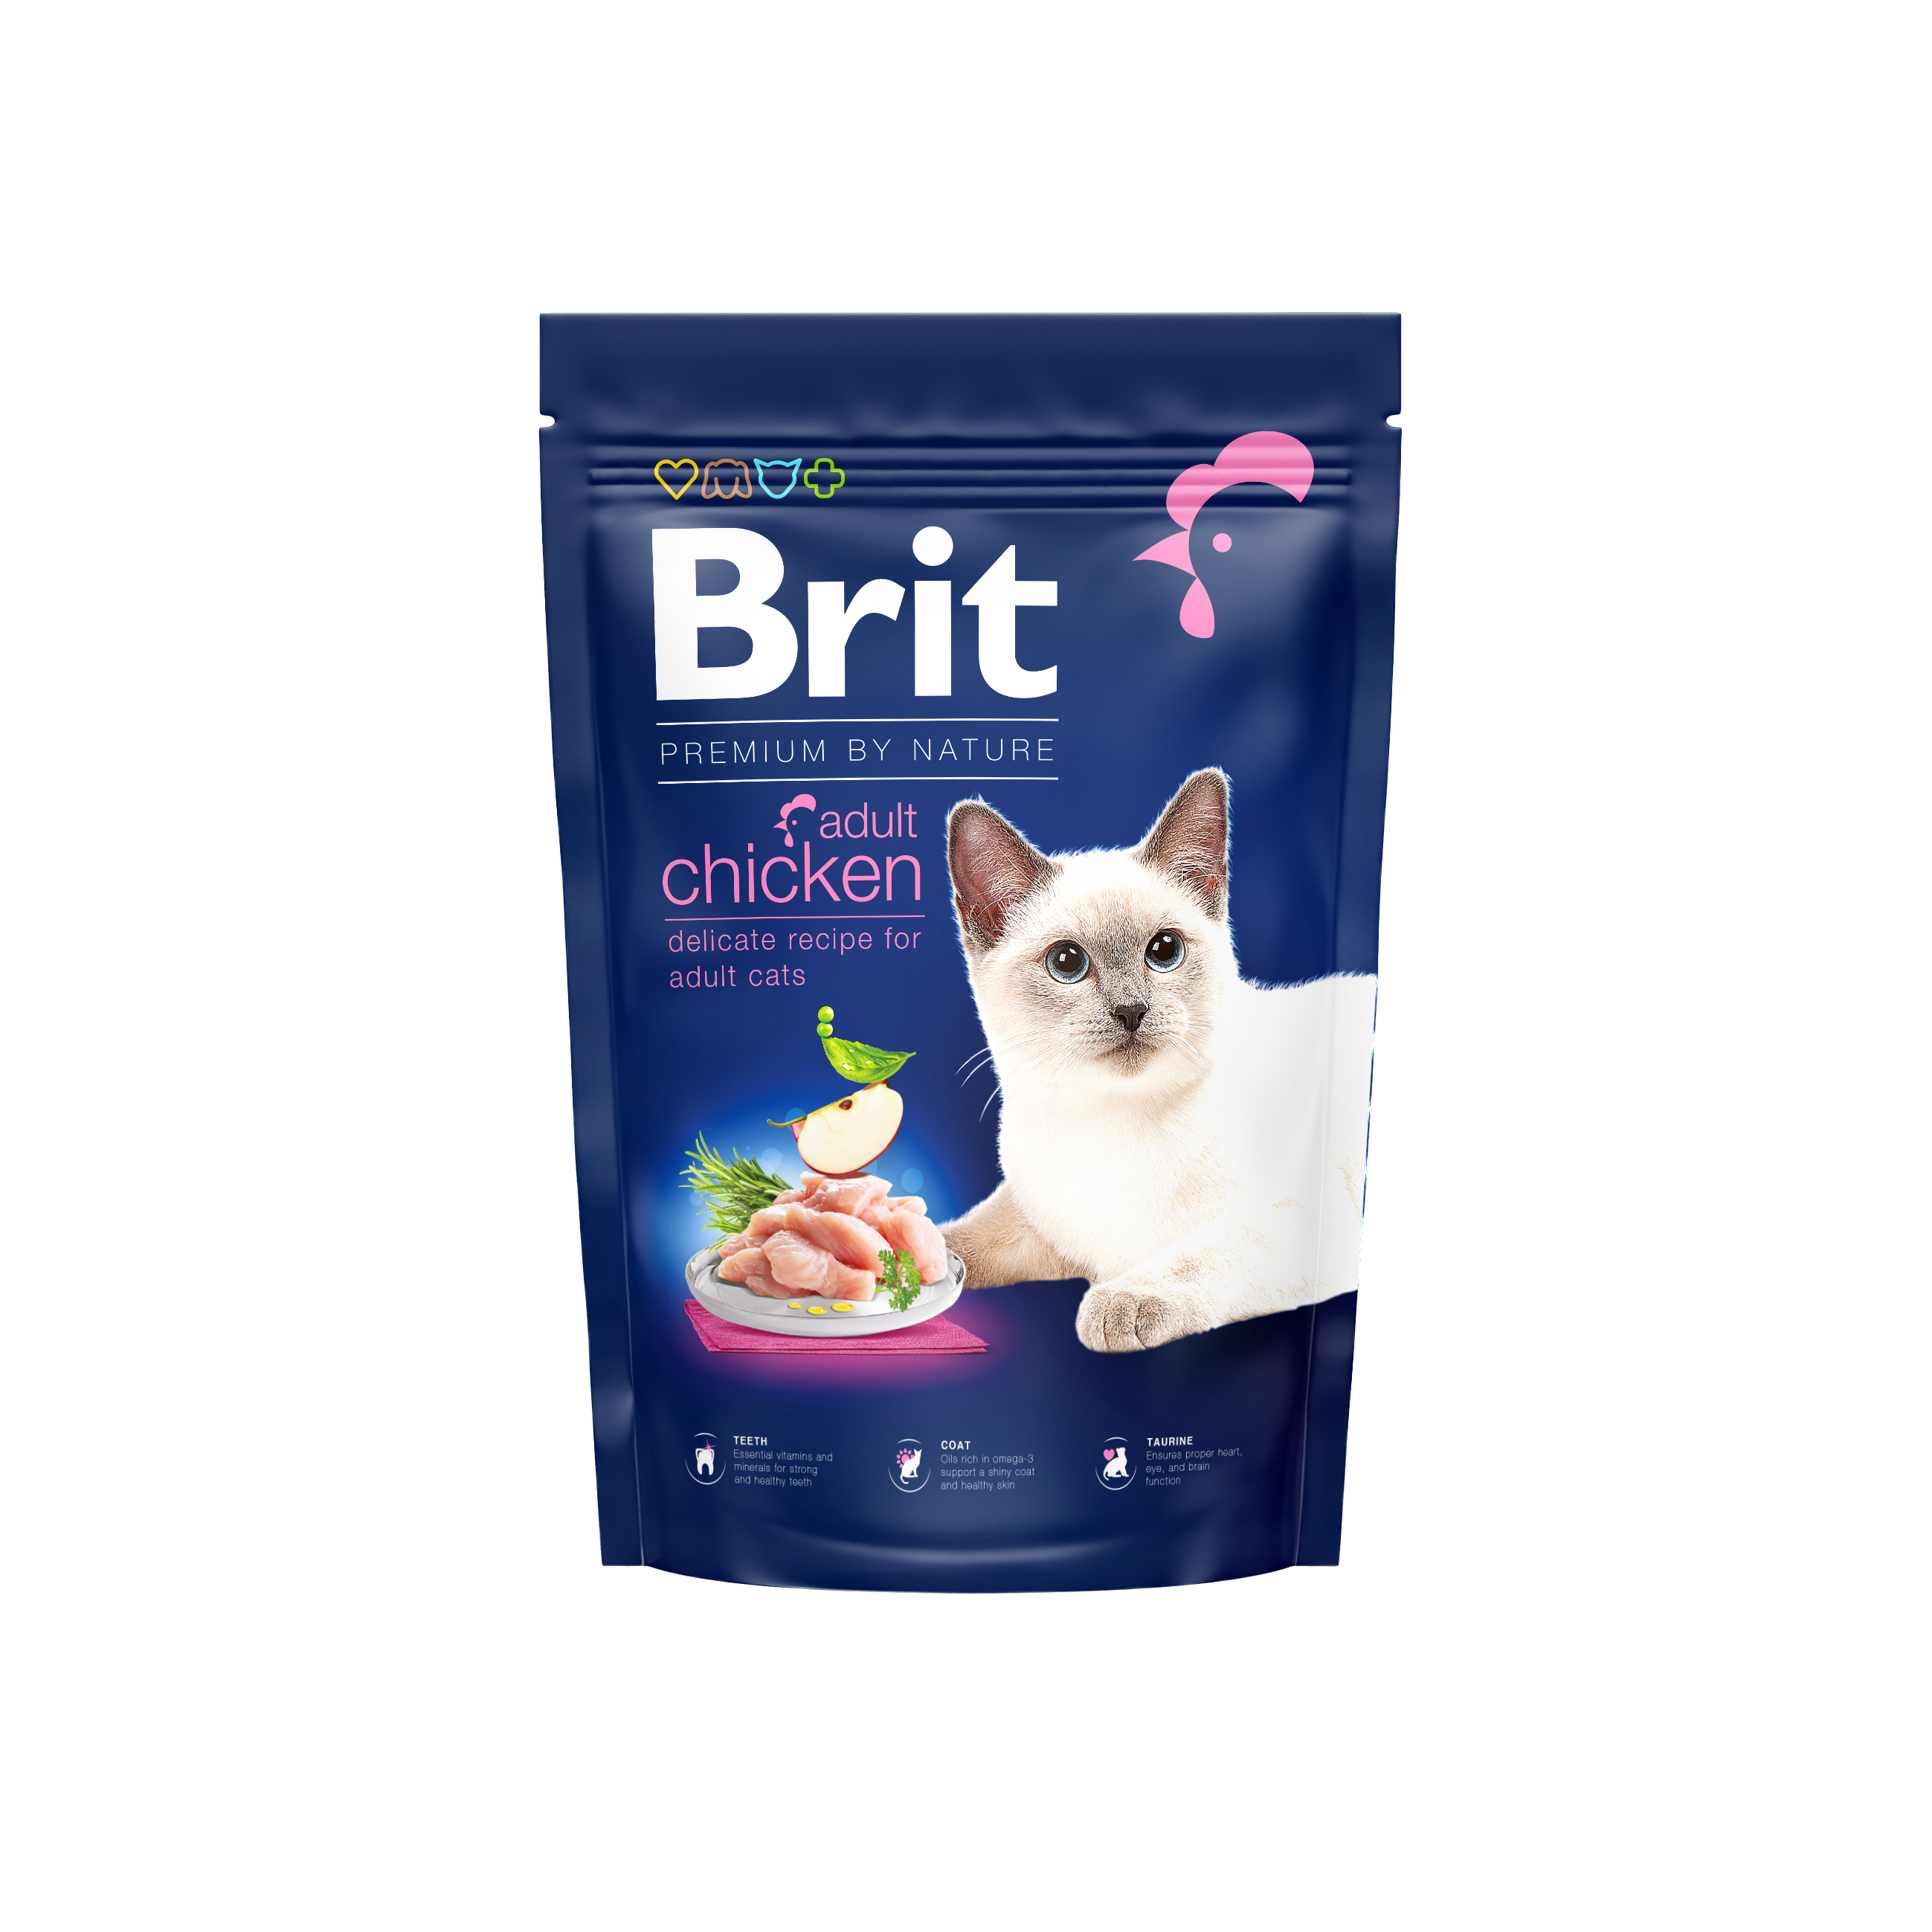 Brit
PREMIUM BY NATURE
adult
chicken
delicate recipe for
adult cats
TEETH
Essential vitamins and
minerals for strong
and healthy teeth
COAT
Oils rich in omega-3
support a shiny coat
and healthy skin
TAURINE
Ensures proper heart,
eye, and brain
function